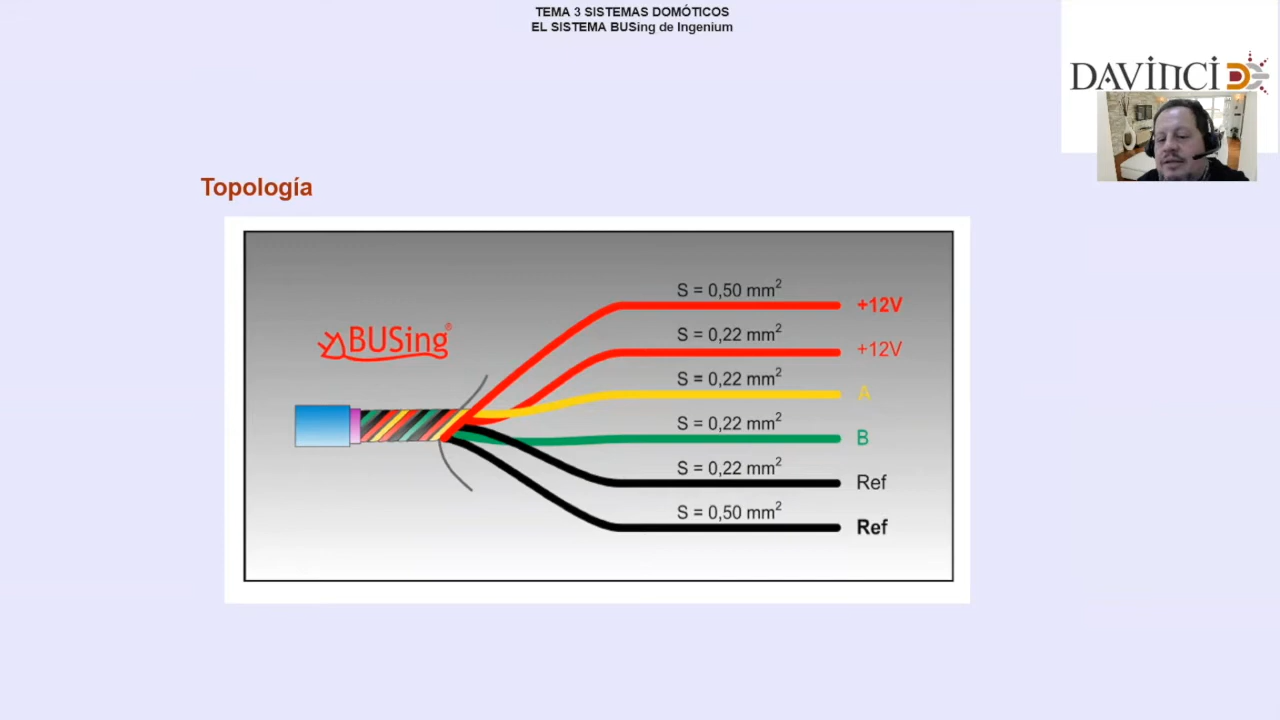 TEMA 3 SISTEMAS DOMÓTICOS
EL SISTEMA BUSing de Ingenium
DAVINCI
Topología
BUSing®
S = 0,50 mm² +12V
S = 0,22 mm² +12V
S = 0,22 mm² A
S = 0,22 mm² B
S = 0,22 mm² Ref
S = 0,50 mm² Ref